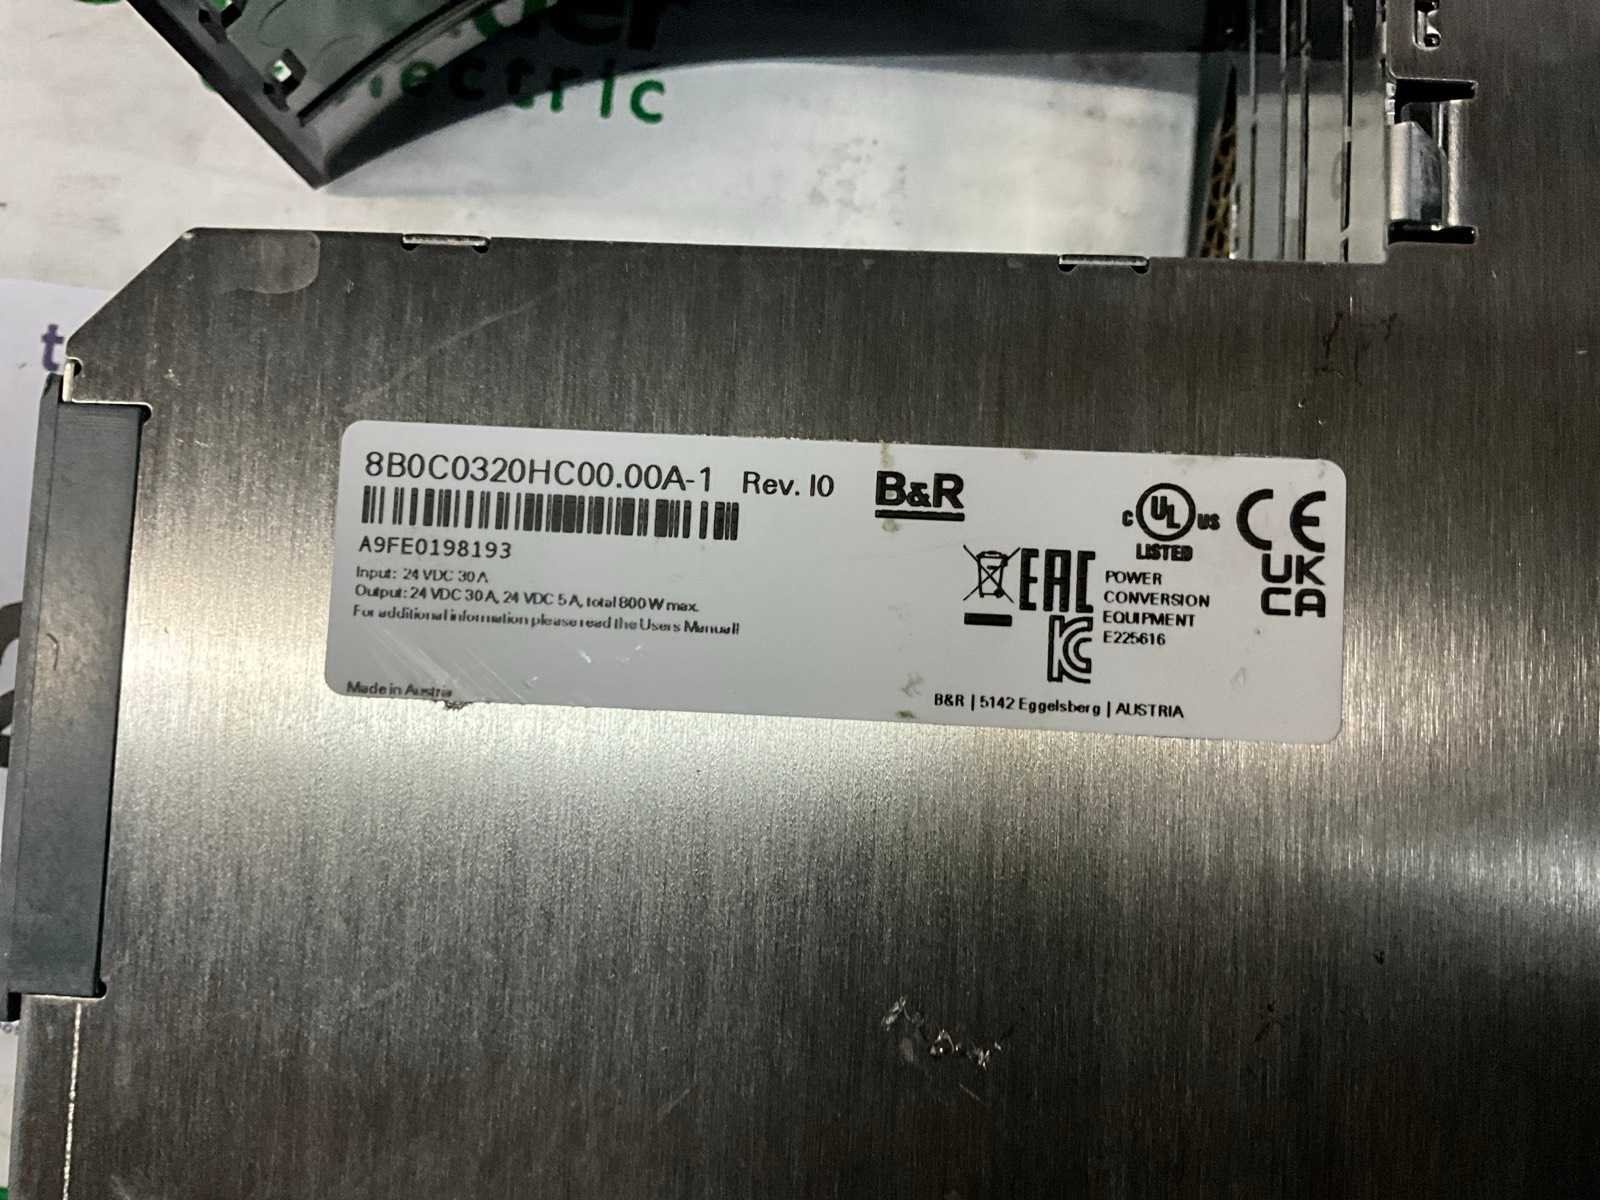 ectric
8B0C0320HC00.00A-1 Rev. I0
B&R
A9FE0198193
Input: 24 VDC 30 A
Output: 24 VDC 30 A, 24 VDC 5 A, total 800 W max.
For additional information please read the Users Manual!
Made in Austria
C UL US
LISTED
CE
EAC
UK
CA
POWER
CONVERSION
EQUIPMENT
E225616
KC
B&R | 5142 Eggelsberg | AUSTRIA